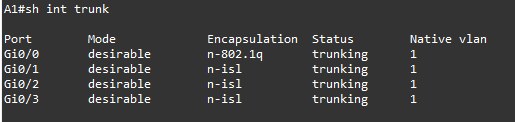 A1#sh int trunk
Port Mode Encapsulation Status Native vlan
Gi0/0 desirable n-802.1q trunking 1
Gi0/1 desirable n-isl trunking 1
Gi0/2 desirable n-isl trunking 1
Gi0/3 desirable n-isl trunking 1